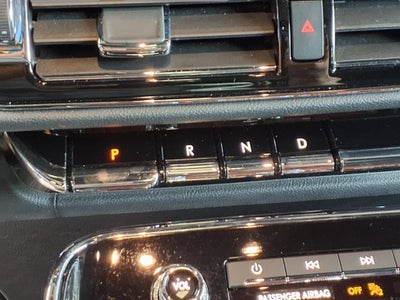 P R N D
VOL
PASSENGER AIRBAG OFF